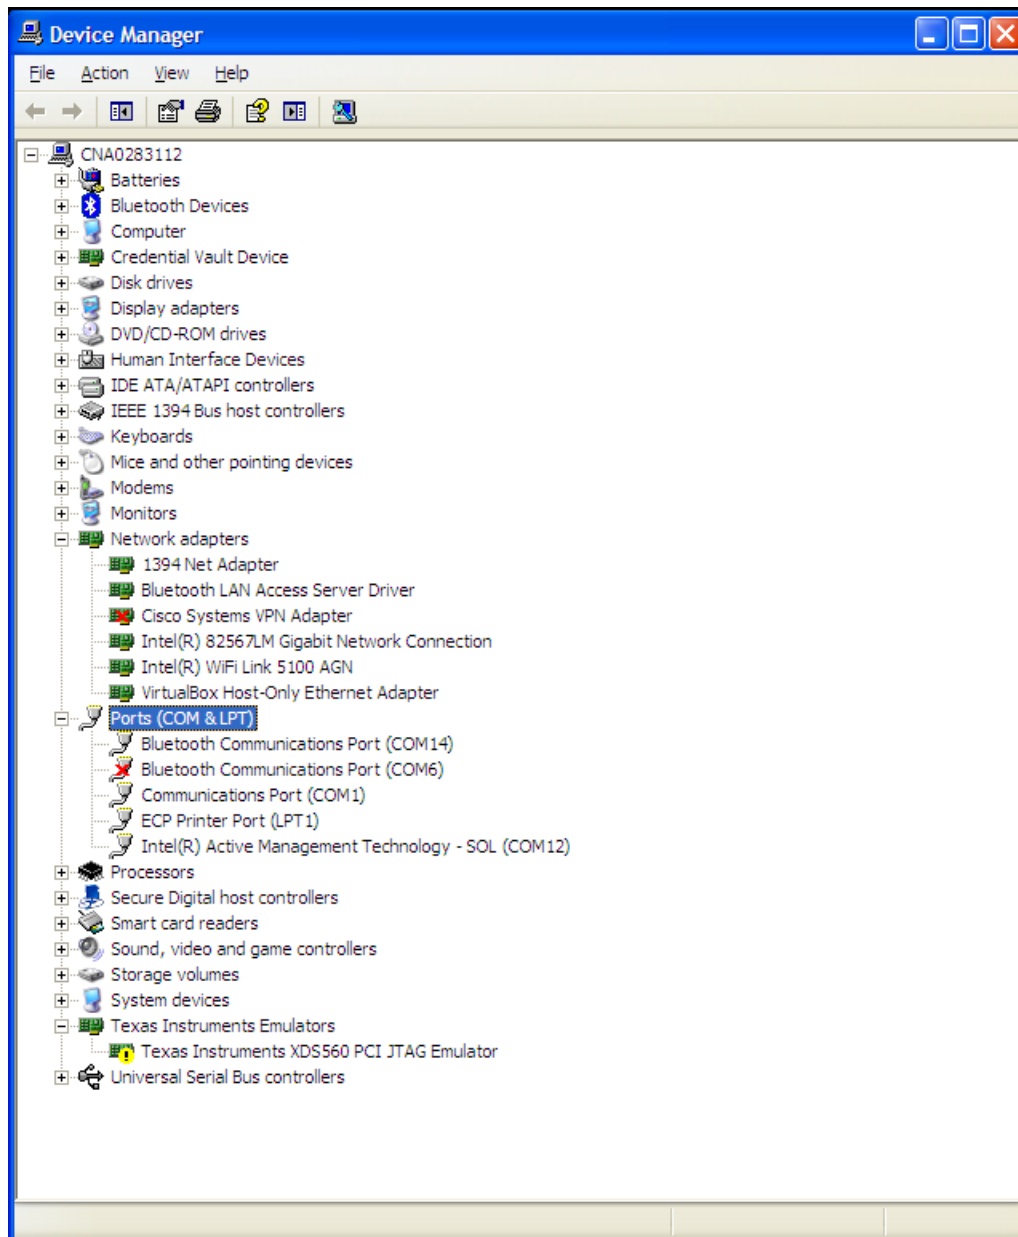 Device Manager
File Action View Help
CNA0283112
Batteries
Bluetooth Devices
Computer
Credential Vault Device
Disk drives
Display adapters
DVD/CD-ROM drives
Human Interface Devices
IDE ATA/ATAPI controllers
IEEE 1394 Bus host controllers
Keyboards
Mice and other pointing devices
Modems
Monitors
Network adapters
1394 Net Adapter
Bluetooth LAN Access Server Driver
Cisco Systems VPN Adapter
Intel(R) 82567LM Gigabit Network Connection
Intel(R) WiFi Link 5100 AGN
VirtualBox Host-Only Ethernet Adapter
Ports (COM & LPT)
Bluetooth Communications Port (COM14)
Bluetooth Communications Port (COM6)
Communications Port (COM1)
ECP Printer Port (LPT1)
Intel(R) Active Management Technology - SOL (COM12)
Processors
Secure Digital host controllers
Smart card readers
Sound, video and game controllers
Storage volumes
System devices
Texas Instruments Emulators
Texas Instruments XDS560 PCI JTAG Emulator
Universal Serial Bus controllers